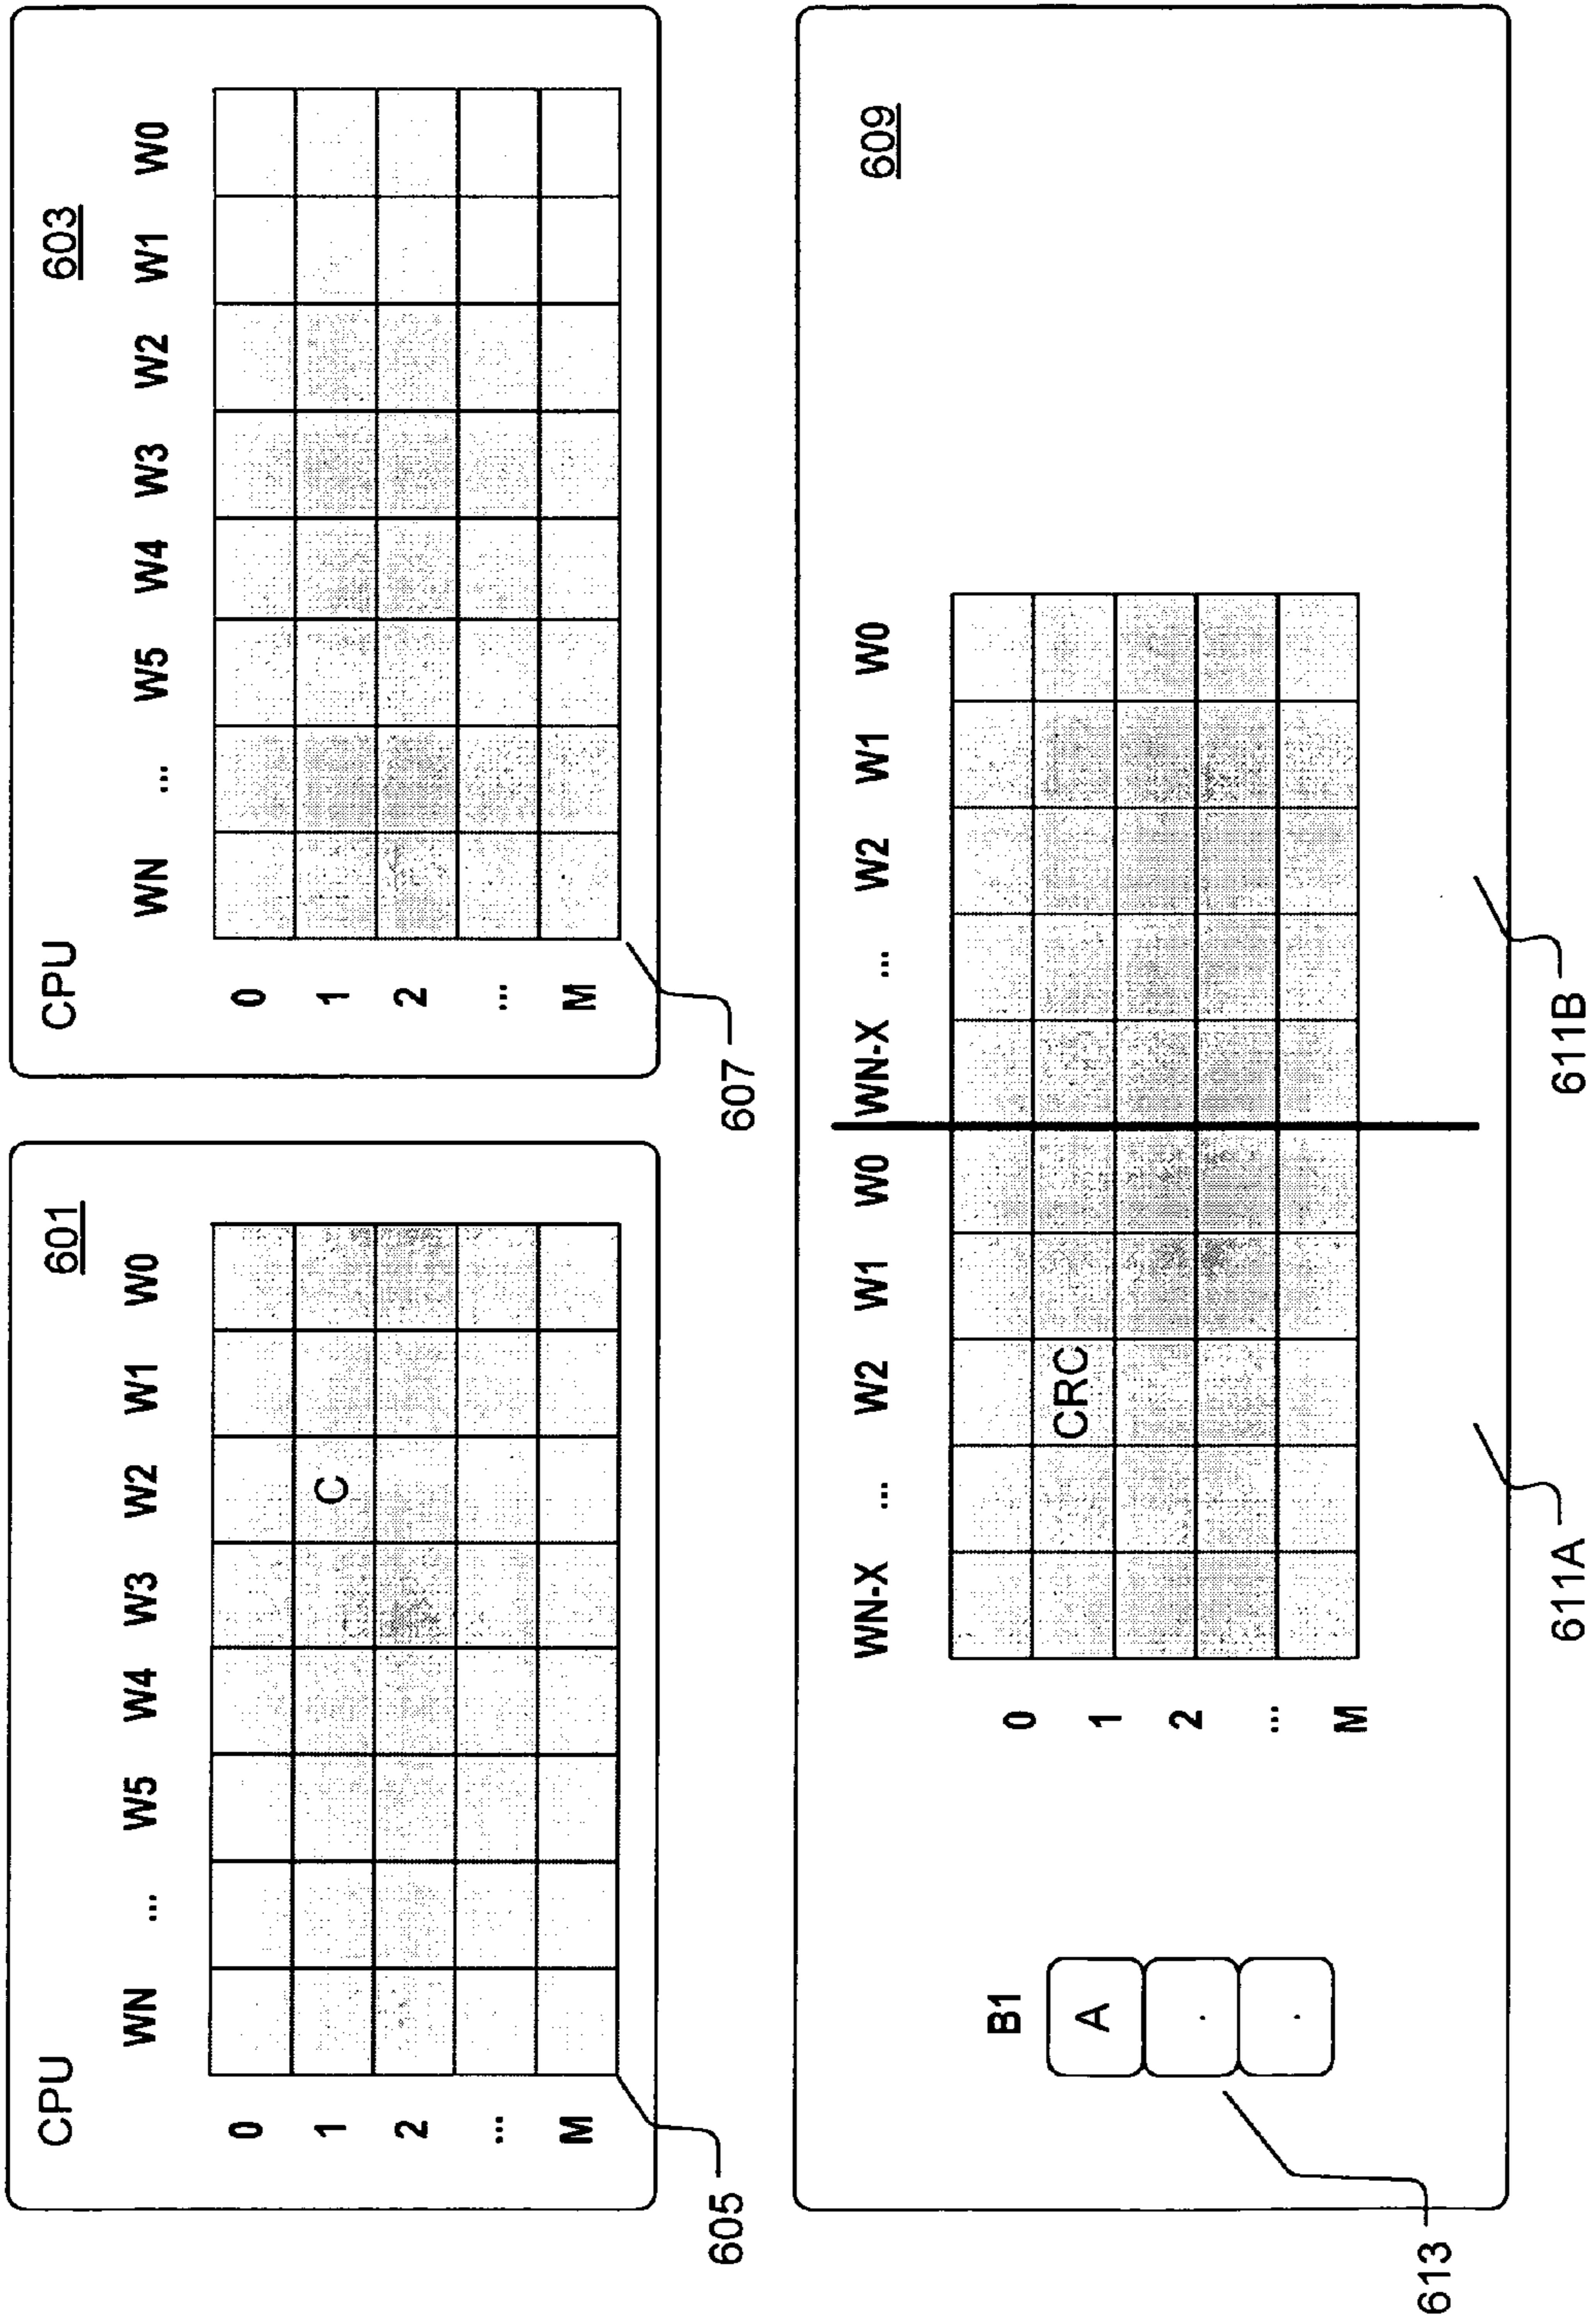 CPU 601
WN ... W5 W4 W3 W2 W1 W0
0
1 C
2
...
M
605
CPU 603
WN ... W5 W4 W3 W2 W1 W0
0
1
2
...
M
607
609
WN-X ... W2 W1 W0 WN-X ... W2 W1 W0
0
1 CRC
2
...
M
B1
A
.
.
613
611A
611B